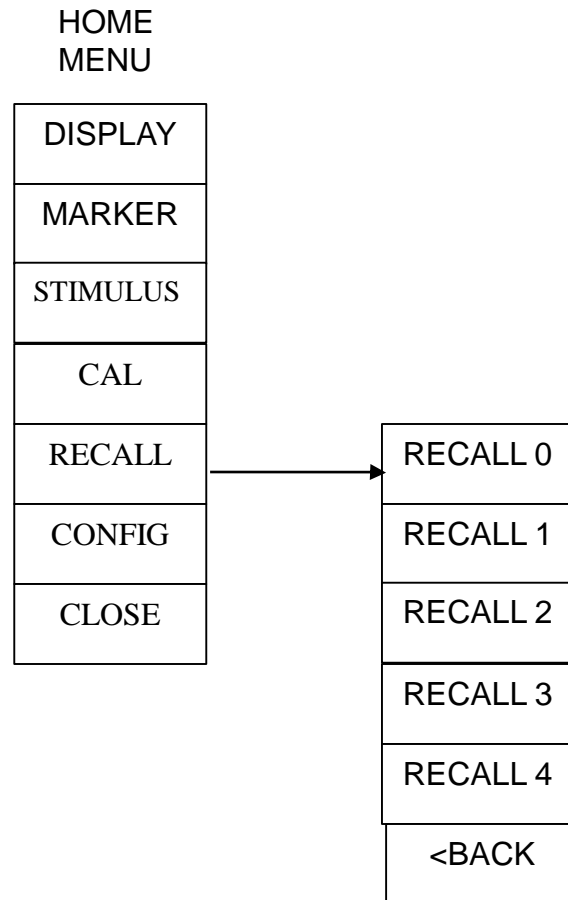 HOME
MENU
DISPLAY
MARKER
STIMULUS
CAL
RECALL
CONFIG
CLOSE
RECALL 0
RECALL 1
RECALL 2
RECALL 3
RECALL 4
<BACK